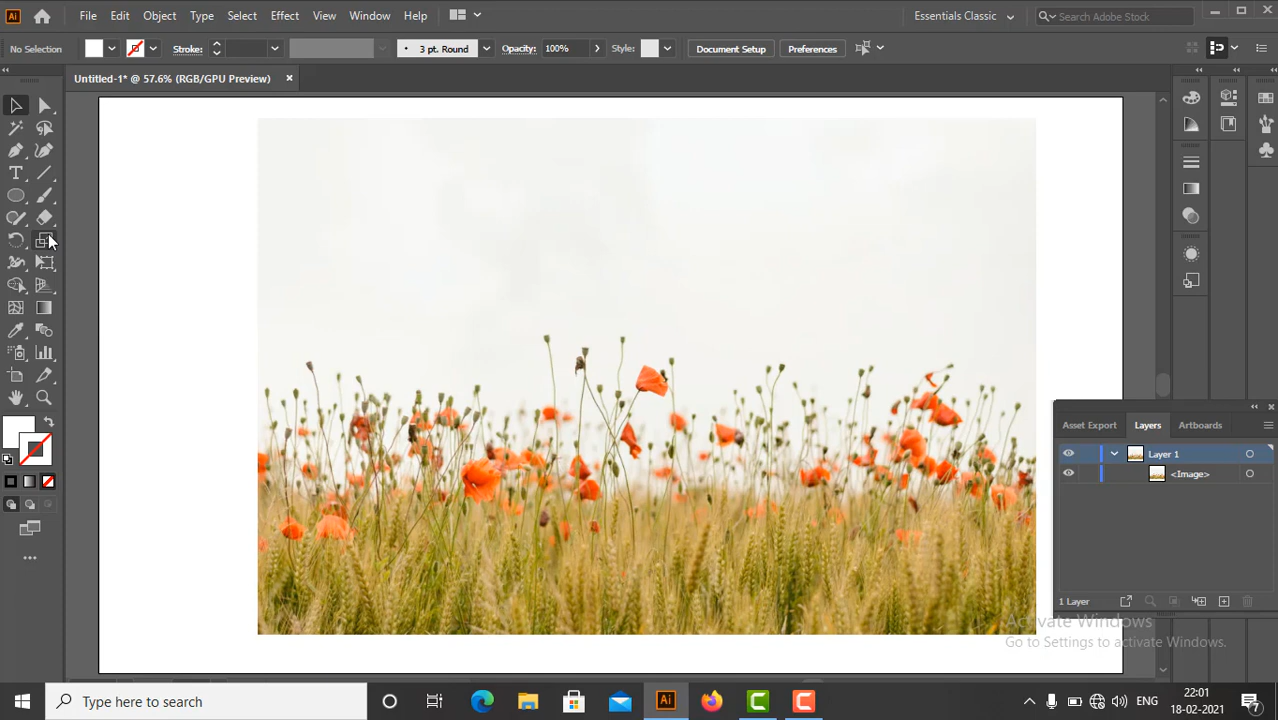 Ai File Edit Object Type Select Effect View Window Help Essentials Classic Search Adobe Stock
No Selection Stroke: 3 pt. Round Opacity: 100% Style: Document Setup Preferences
Untitled-1* @ 57.6% (RGB/GPU Preview)
T
Asset Export Layers Artboards
Layer 1
<Image>
1 Layer
Activate Windows
Go to Settings to activate Windows.
Type here to search Ai ENG 22:01
18-02-2021 7